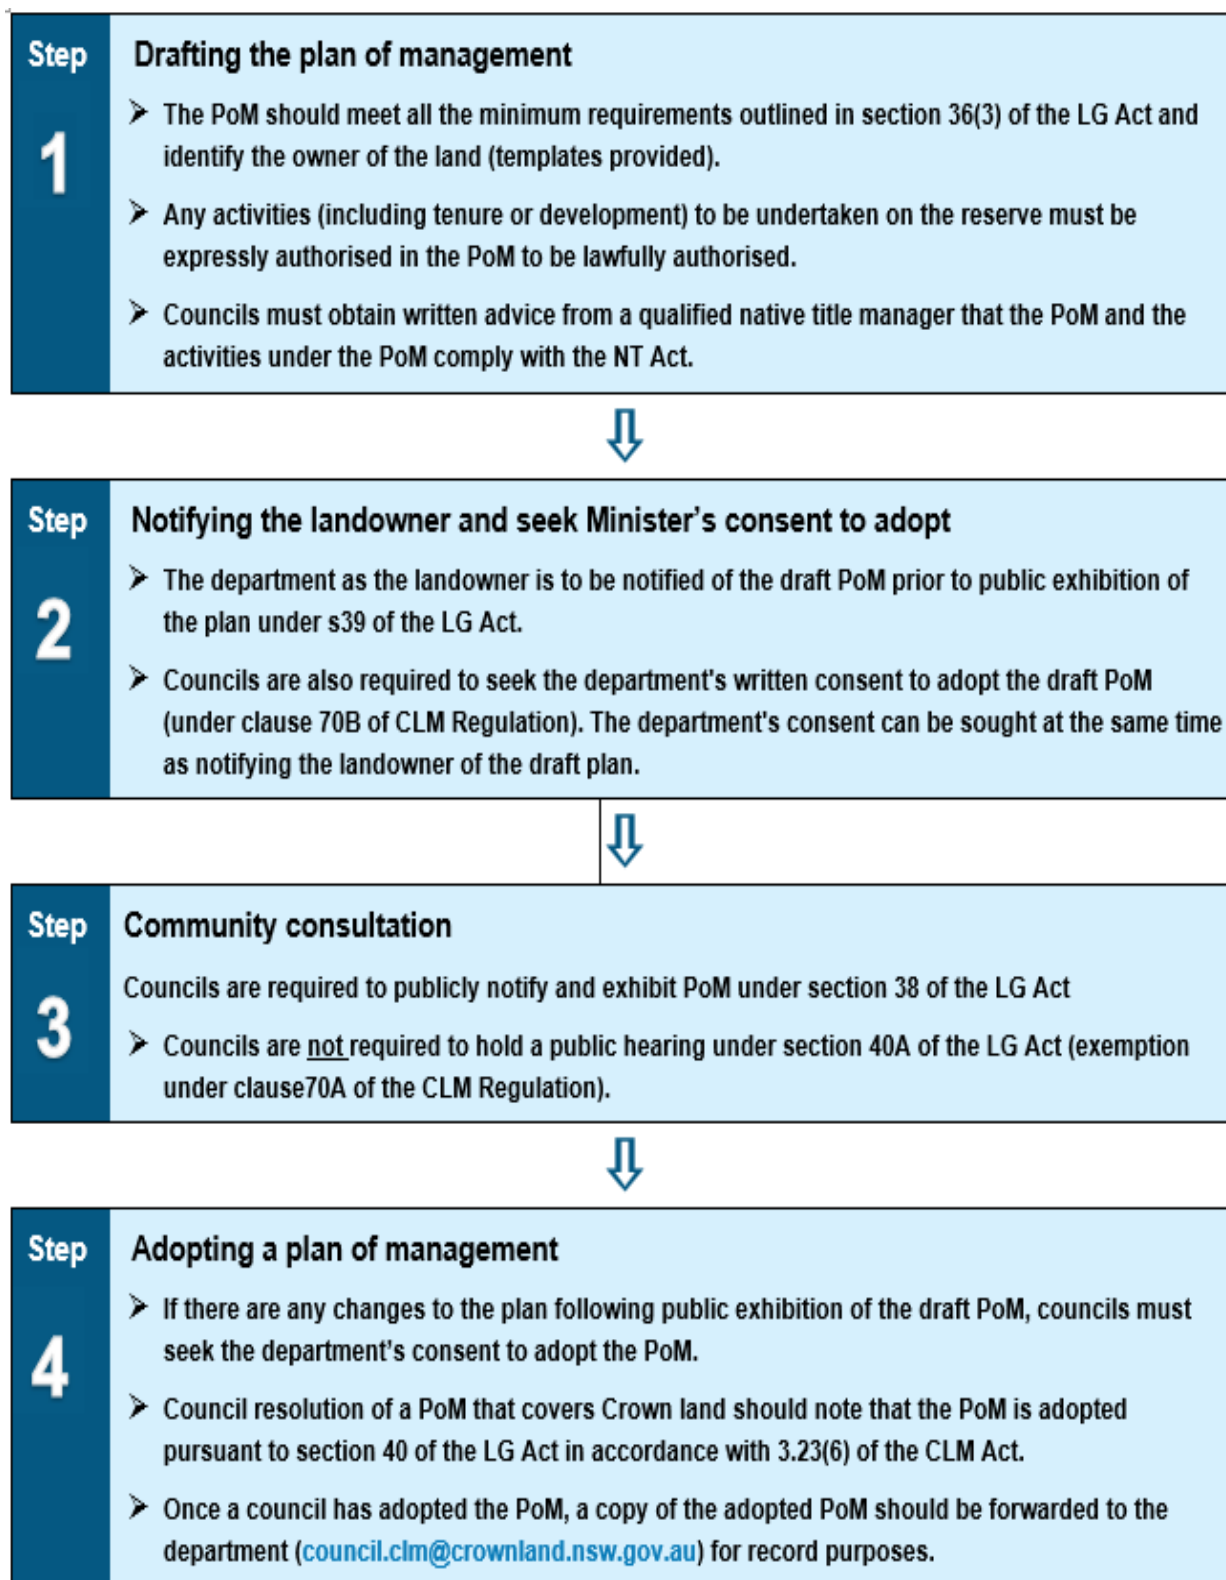 Step
1
Drafting the plan of management
➤ The PoM should meet all the minimum requirements outlined in section 36(3) of the LG Act and
identify the owner of the land (templates provided).
➤ Any activities (including tenure or development) to be undertaken on the reserve must be
expressly authorised in the PoM to be lawfully authorised.
➤ Councils must obtain written advice from a qualified native title manager that the PoM and the
activities under the PoM comply with the NT Act.
Step
2
Notifying the landowner and seek Minister's consent to adopt
➤ The department as the landowner is to be notified of the draft PoM prior to public exhibition of
the plan under s39 of the LG Act.
➤ Councils are also required to seek the department's written consent to adopt the draft PoM
(under clause 70B of CLM Regulation). The department's consent can be sought at the same time
as notifying the landowner of the draft plan.
Step
3
Community consultation
Councils are required to publicly notify and exhibit PoM under section 38 of the LG Act
➤ Councils are not required to hold a public hearing under section 40A of the LG Act (exemption
under clause70A of the CLM Regulation).
Step
4
Adopting a plan of management
➤ If there are any changes to the plan following public exhibition of the draft PoM, councils must
seek the department's consent to adopt the PoM.
➤ Council resolution of a PoM that covers Crown land should note that the PoM is adopted
pursuant to section 40 of the LG Act in accordance with 3.23(6) of the CLM Act.
➤ Once a council has adopted the PoM, a copy of the adopted PoM should be forwarded to the
department (council.clm@crownland.nsw.gov.au) for record purposes.